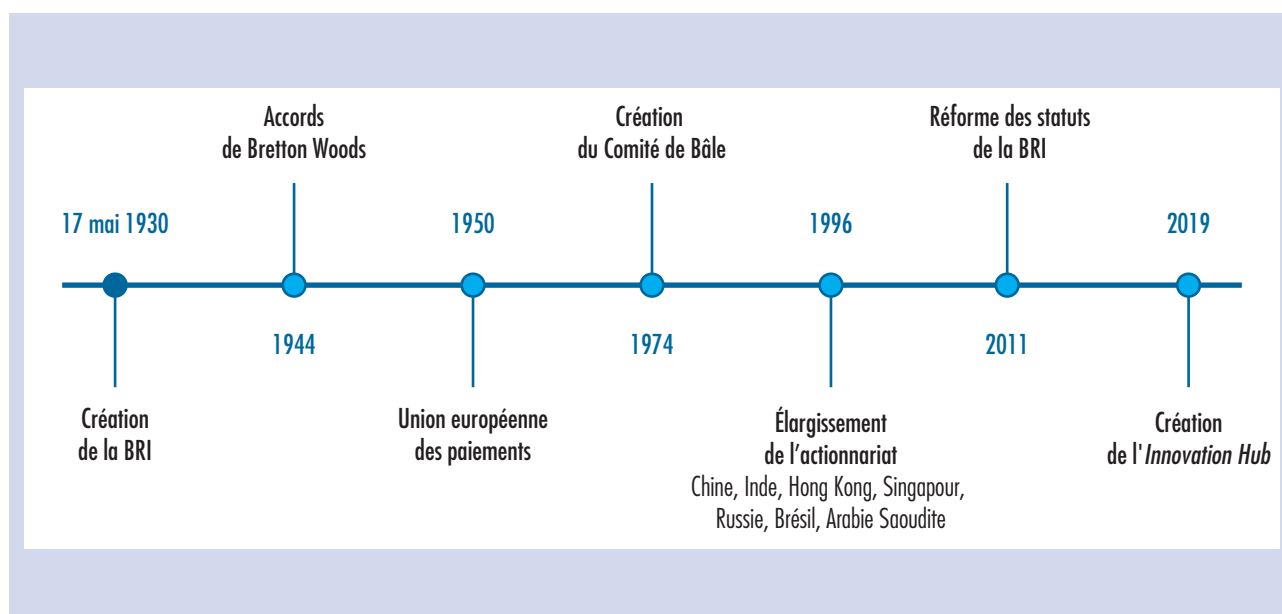 Accords
de Bretton Woods
Création
du Comité de Bâle
Réforme des statuts
de la BRI
17 mai 1930
1950
1996
2019
1944
1974
2011
Création
de la BRI
Union européenne
des paiements
Élargissement
de l’actionnariat
Chine, Inde, Hong Kong, Singapour,
Russie, Brésil, Arabie Saoudite
Création
de l'Innovation Hub